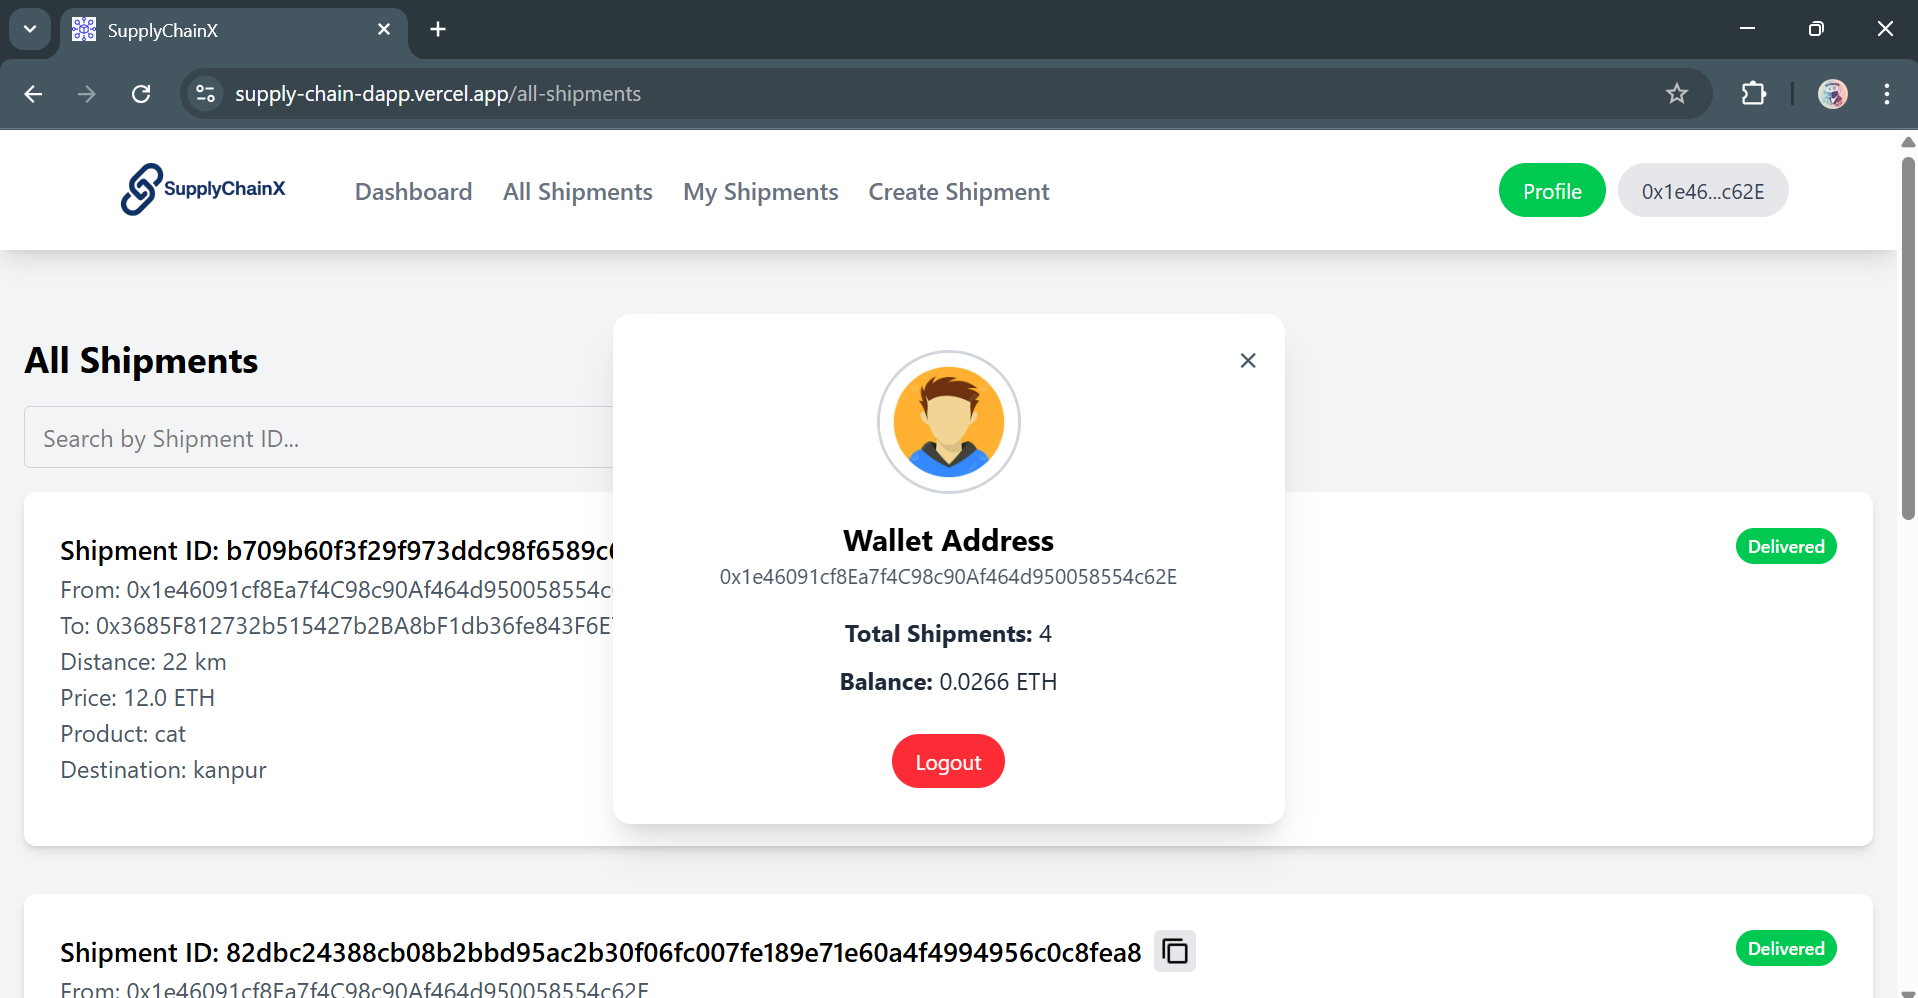 SupplyChainX
supply-chain-dapp.vercel.app/all-shipments
SupplyChainX
Dashboard
All Shipments
My Shipments
Create Shipment
Profile
0x1e46...c62E
All Shipments
Search by Shipment ID...
Shipment ID: b709b60f3f29f973ddc98f6589c
Delivered
From: 0x1e46091cf8Ea7f4C98c90Af464d950058554c
To: 0x3685F812732b515427b2BA8bF1db36fe843F6E
Distance: 22 km
Price: 12.0 ETH
Product: cat
Destination: kanpur
Wallet Address
0x1e46091cf8Ea7f4C98c90Af464d950058554c62E
Total Shipments: 4
Balance: 0.0266 ETH
Logout
Shipment ID: 82dbc24388cb08b2bbd95ac2b30f06fc007fe189e71e60a4f4994956c0c8fea8
Delivered
From: 0x1e46091cf8Ea7f4C98c90Af464d950058554c62E